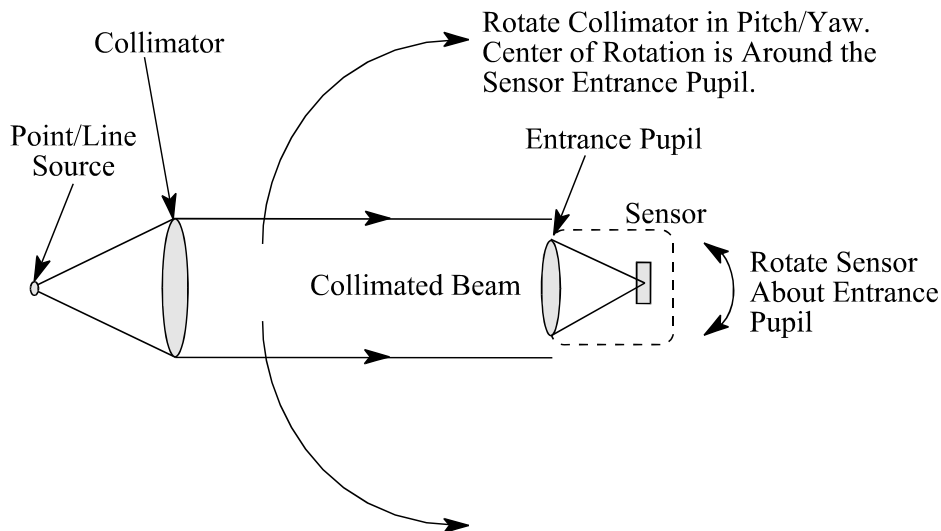 Rotate Collimator in Pitch/Yaw.
Center of Rotation is Around the
Sensor Entrance Pupil.
Collimator
Point/Line
Source
Entrance Pupil
Sensor
Collimated Beam
Rotate Sensor
About Entrance
Pupil